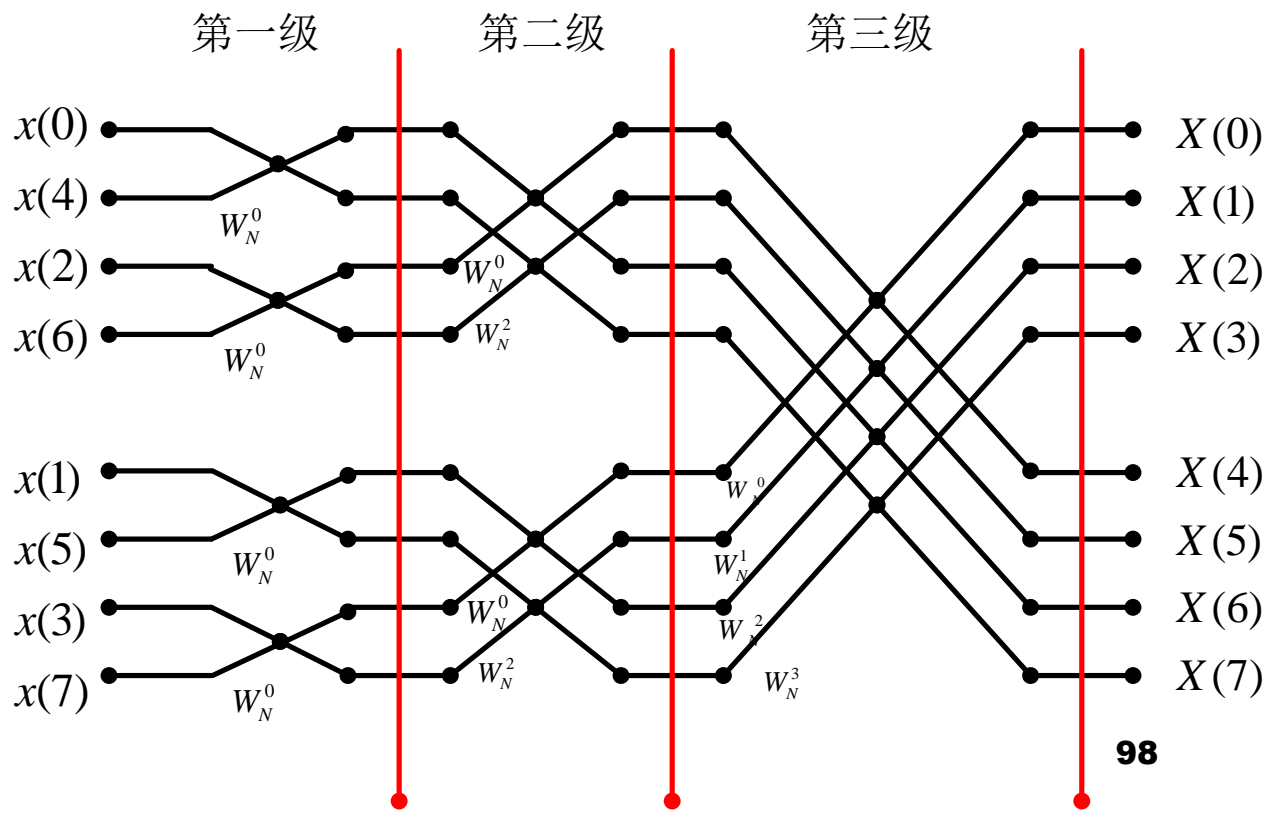 第一级 第二级 第三级
x(0) X(0)
x(4) X(1)
W_N^0
x(2) W_N^0 X(2)
x(6) W_N^2 X(3)
W_N^0
x(1) X(4)
W_N^0
x(5) W_N^0 W_N^1 X(5)
x(3) W_N^0 W_N^2 X(6)
x(7) W_N^0 W_N^2 W_N^3 X(7)
98